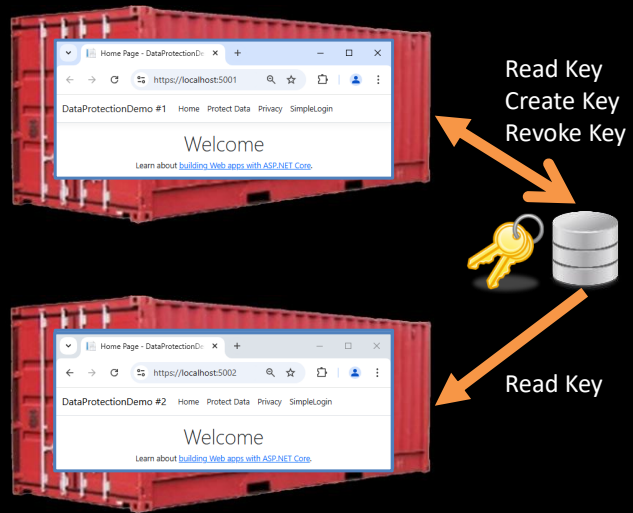 Home Page - DataProtectionDe
https://localhost:5001
DataProtectionDemo #1 Home Protect Data Privacy SimpleLogin
Welcome
Learn about building Web apps with ASP.NET Core.
Read Key
Create Key
Revoke Key
Home Page - DataProtectionDe
https://localhost:5002
DataProtectionDemo #2 Home Protect Data Privacy SimpleLogin
Welcome
Learn about building Web apps with ASP.NET Core.
Read Key